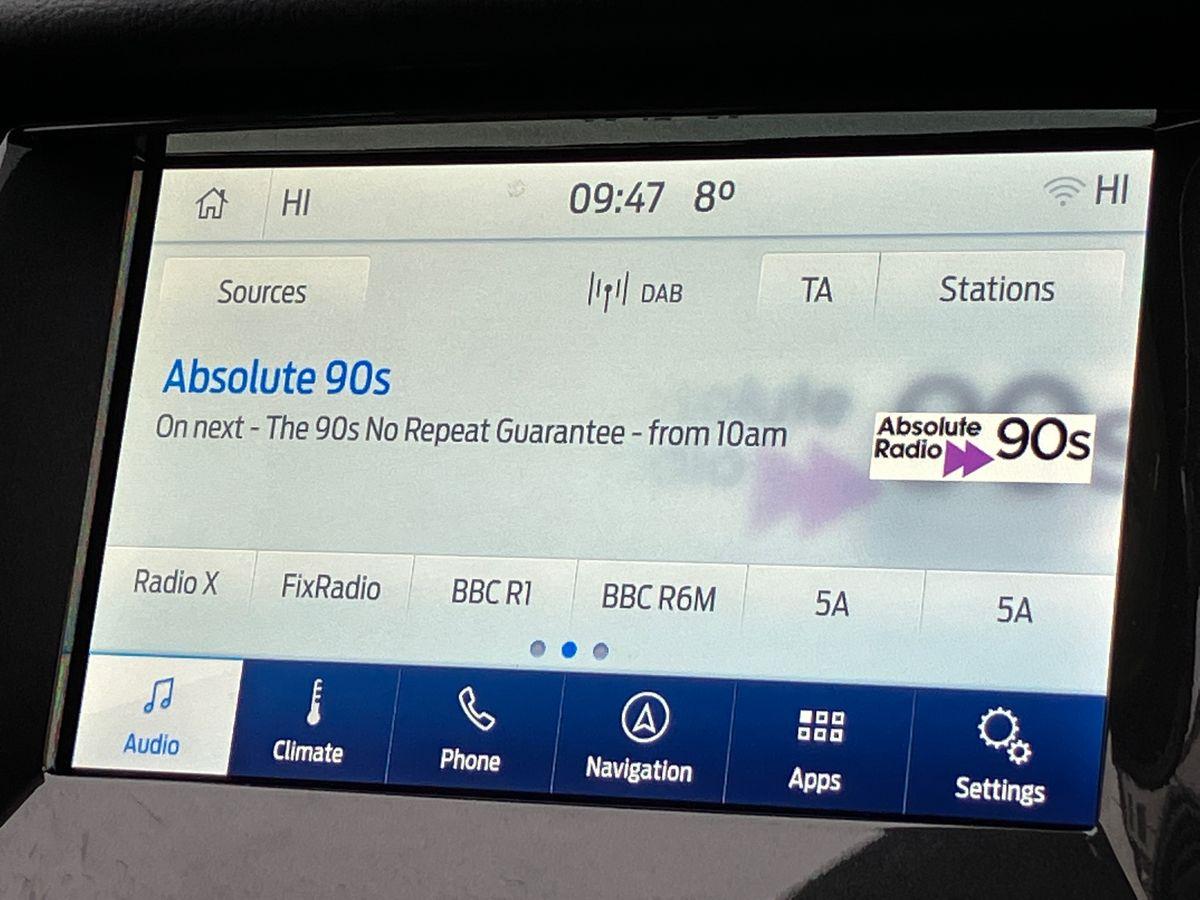 HI 09:47 8º HI
Sources DAB TA Stations
Absolute 90s
On next - The 90s No Repeat Guarantee - from 10am
Absolute
Radio 90s
Radio X FixRadio BBC R1 BBC R6M 5A 5A
Audio Climate Phone Navigation Apps Settings